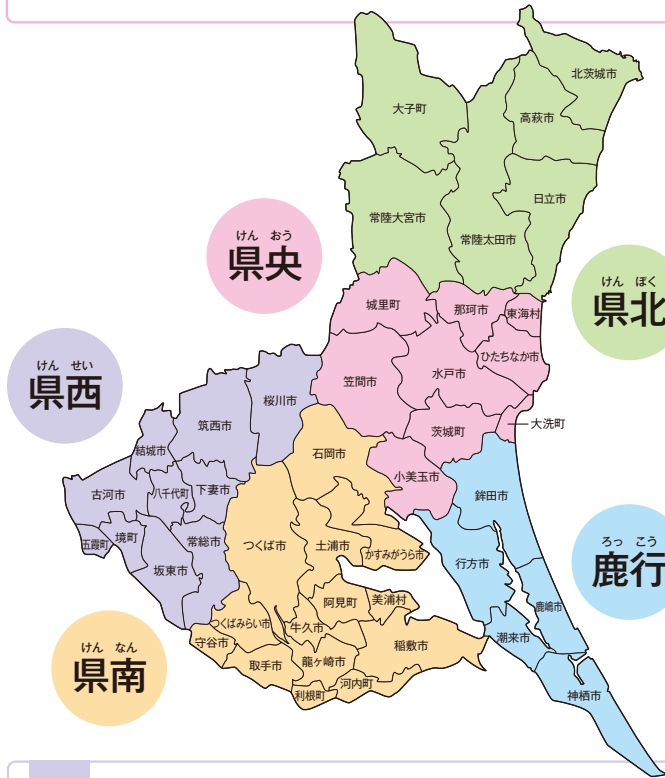 北茨城市
大子町
高萩市
日立市
常陸大宮市
常陸太田市
けん おう
県央
けん ぼく
県北
城里町
那珂市
東海村
ひたちなか市
水戸市
笠間市
大洗町
茨城町
小美玉市
けん せい
県西
桜川市
筑西市
結城市
古河市
八千代町
下妻市
五霞町
境町
常総市
坂東市
石岡市
つくば市
土浦市
かすみがうら市
阿見町
美浦村
つくばみらい市
牛久市
守谷市
稲敷市
取手市
龍ヶ崎市
河内町
利根町
けん なん
県南
鉾田市
行方市
ろっ こう
鹿行
鹿嶋市
潮来市
神栖市